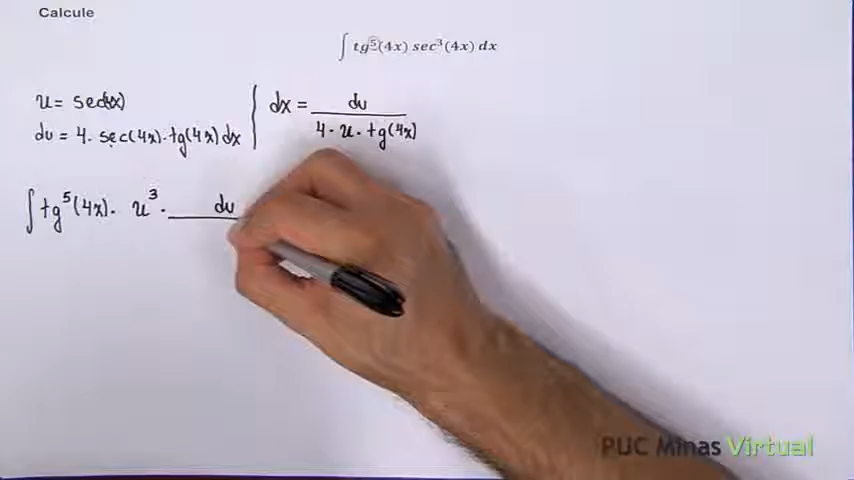 Calcule
∫ tg⁵(4x) sec³(4x) dx
u = sec(4x)
dx = du / 4 · u · tg(4x)
du = 4 · sec(4x) · tg(4x) dx
∫ tg⁵(4x) · u³ · du
PUC Minas Virtual